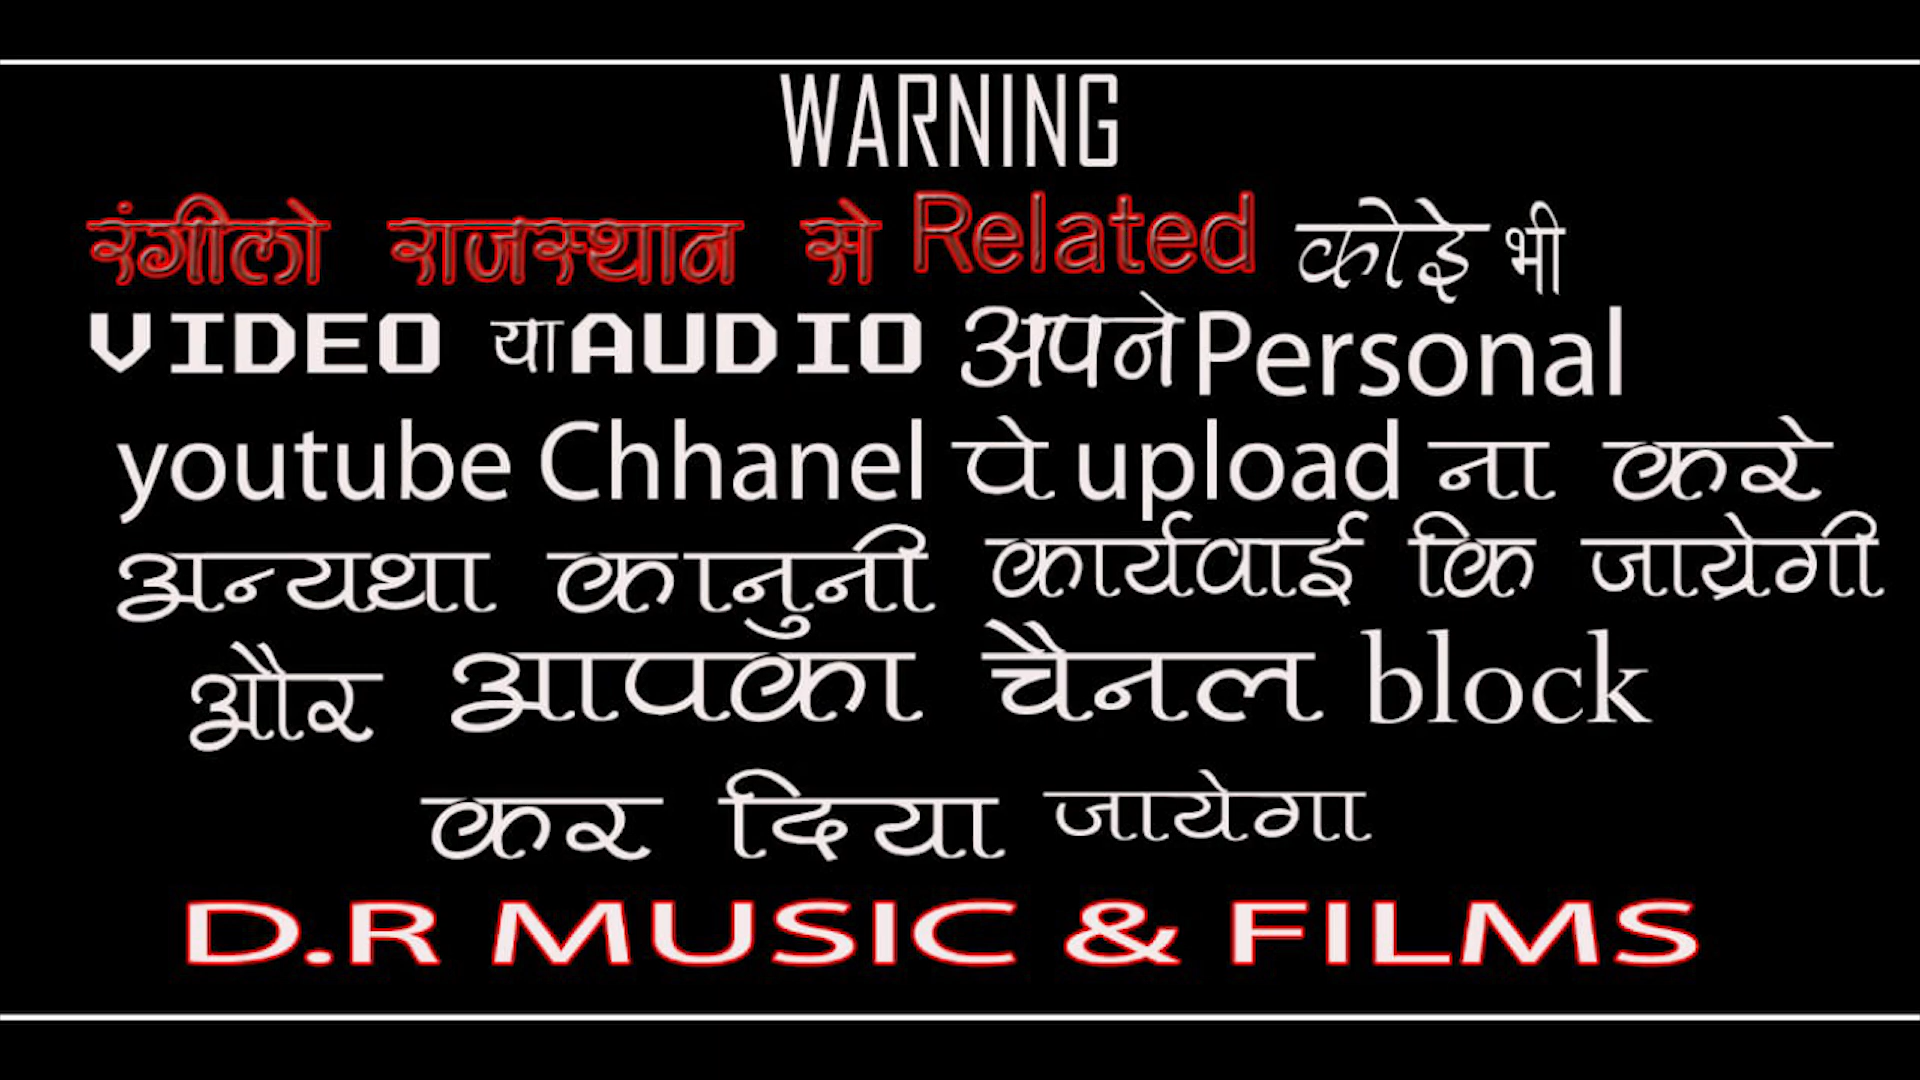 WARNING
रंगीलो राजस्थान से Related कोइे भी
VIDEO या AUDIO अपने Personal
youtube Chhanel पे upload ना करे
अन्यथा कानुनी कार्यवाई कि जायेगी
और आपका चैनल block
कर दिया जायेगा
D.R MUSIC & FILMS